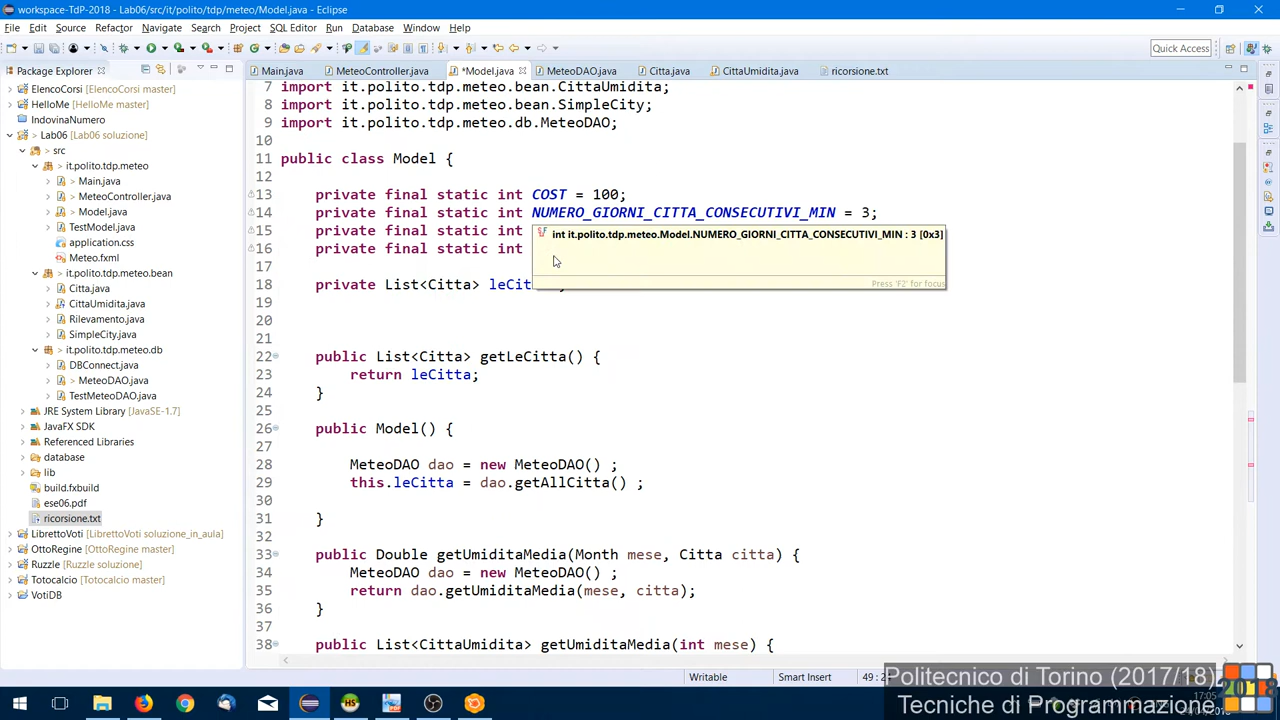 workspace-TdP-2018 - Lab06/src/it/polito/tdp/meteo/Model.java - Eclipse
File Edit Source Refactor Navigate Search Project SQL Editor Run Database Window Help
Quick Access
Package Explorer
Main.java MeteoController.java *Model.java MeteoDAO.java Citta.java CittaUmidita.java ricorsione.txt
ElencoCorsi [ElencoCorsi master]
HelloMe [HelloMe master]
IndovinaNumero
> Lab06 [Lab06 soluzione]
> src
> it.polito.tdp.meteo
> Main.java
> MeteoController.java
> Model.java
> TestModel.java
application.css
Meteo.fxml
> it.polito.tdp.meteo.bean
Citta.java
> CittaUmidita.java
Rilevamento.java
SimpleCity.java
> it.polito.tdp.meteo.db
DBConnect.java
> MeteoDAO.java
TestMeteoDAO.java
JRE System Library [JavaSE-1.7]
JavaFX SDK
Referenced Libraries
database
lib
build.fxbuild
ese06.pdf
ricorsione.txt
LibrettoVoti [LibrettoVoti soluzione_in_aula]
OttoRegine [OttoRegine master]
Ruzzle [Ruzzle soluzione]
Totocalcio [Totocalcio master]
VotiDB
7 import it.polito.tdp.meteo.bean.CittaUmidita;
8 import it.polito.tdp.meteo.bean.SimpleCity;
9 import it.polito.tdp.meteo.db.MeteoDAO;
10
11 public class Model {
13 private final static int COST = 100;
14 private final static int NUMERO_GIORNI_CITTA_CONSECUTIVI_MIN = 3;
15 private final static int
16 private final static int
int it.polito.tdp.meteo.Model.NUMERO_GIORNI_CITTA_CONSECUTIVI_MIN : 3 [0x3]
Press 'F2' for focus
17
18 private List<Citta> leCit
19
20
21
22 public List<Citta> getLeCitta() {
23 return leCitta;
24 }
25
26 public Model() {
27
28 MeteoDAO dao = new MeteoDAO() ;
29 this.leCitta = dao.getAllCitta() ;
30
31 }
32
33 public Double getUmiditaMedia(Month mese, Citta citta) {
34 MeteoDAO dao = new MeteoDAO() ;
35 return dao.getUmiditaMedia(mese, citta);
36 }
37
38 public List<CittaUmidita> getUmiditaMedia(int mese) {
Writable Smart Insert
Politecnico di Torino (2017/18)
Tecniche di Programmazione
2018
17:05